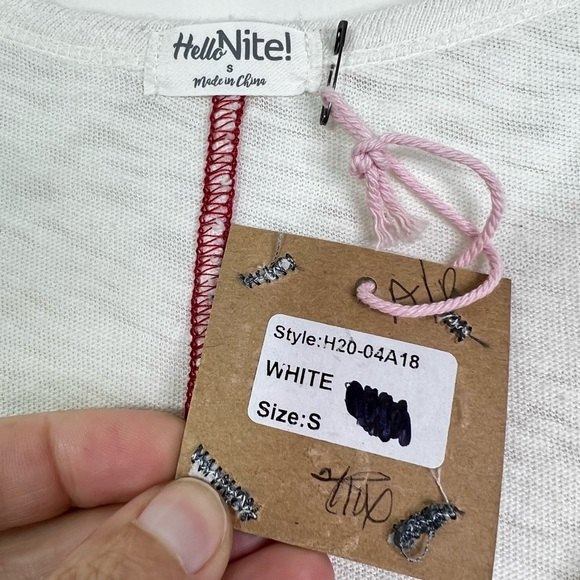 HelloNite!
S
Made in China
Style:H20-04A18
WHITE
Size:S